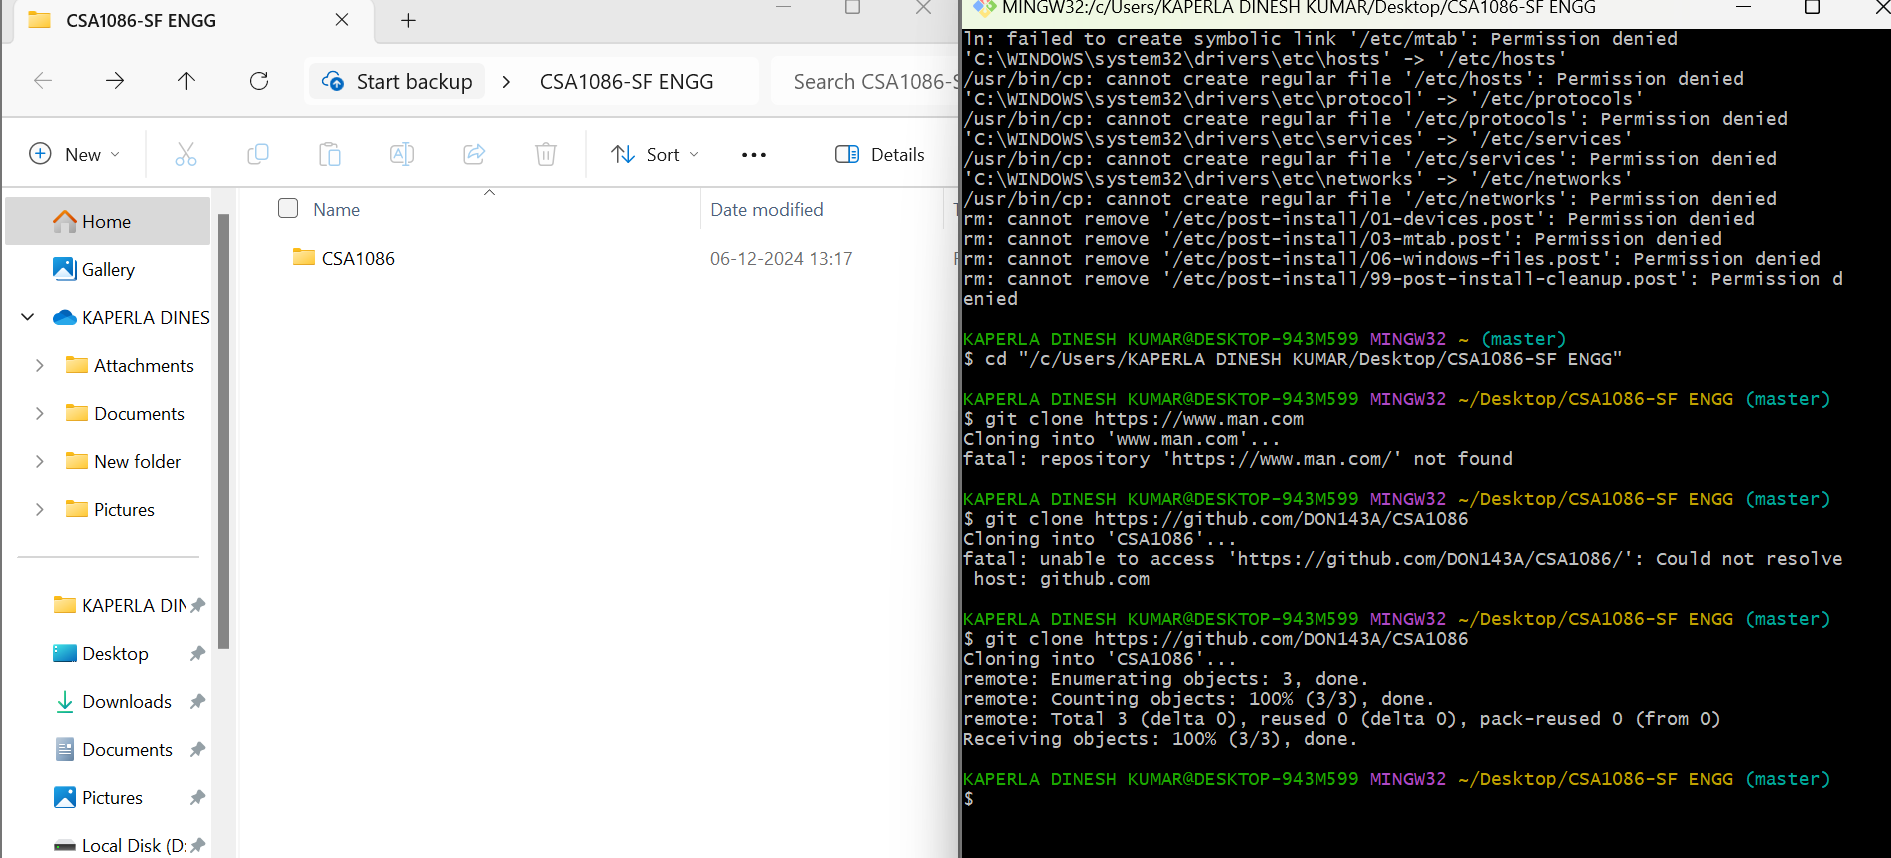 CSA1086-SF ENGG
Start backup
CSA1086-SF ENGG
Search CSA1086-S
New
Sort
Details
Name
Date modified
CSA1086
06-12-2024 13:17
Home
Gallery
KAPERLA DINES
Attachments
Documents
New folder
Pictures
KAPERLA DIN
Desktop
Downloads
Documents
Pictures
Local Disk (D:
MINGW32:/c/Users/KAPERLA DINESH KUMAR/Desktop/CSA1086-SF ENGG
ln: failed to create symbolic link '/etc/mtab': Permission denied
'C:\WINDOWS\system32\drivers\etc\hosts' -> '/etc/hosts'
/usr/bin/cp: cannot create regular file '/etc/hosts': Permission denied
'C:\WINDOWS\system32\drivers\etc\protocol' -> '/etc/protocols'
/usr/bin/cp: cannot create regular file '/etc/protocols': Permission denied
'C:\WINDOWS\system32\drivers\etc\services' -> '/etc/services'
/usr/bin/cp: cannot create regular file '/etc/services': Permission denied
'C:\WINDOWS\system32\drivers\etc\networks' -> '/etc/networks'
/usr/bin/cp: cannot create regular file '/etc/networks': Permission denied
rm: cannot remove '/etc/post-install/01-devices.post': Permission denied
rm: cannot remove '/etc/post-install/03-mtab.post': Permission denied
rm: cannot remove '/etc/post-install/06-windows-files.post': Permission denied
rm: cannot remove '/etc/post-install/99-post-install-cleanup.post': Permission d
enied
KAPERLA DINESH KUMAR@DESKTOP-943M599 MINGW32 ~ (master)
$ cd "/c/Users/KAPERLA DINESH KUMAR/Desktop/CSA1086-SF ENGG"
KAPERLA DINESH KUMAR@DESKTOP-943M599 MINGW32 ~/Desktop/CSA1086-SF ENGG (master)
$ git clone https://www.man.com
Cloning into 'www.man.com'...
fatal: repository 'https://www.man.com/' not found
KAPERLA DINESH KUMAR@DESKTOP-943M599 MINGW32 ~/Desktop/CSA1086-SF ENGG (master)
$ git clone https://github.com/DON143A/CSA1086
Cloning into 'CSA1086'...
fatal: unable to access 'https://github.com/DON143A/CSA1086/': Could not resolve
host: github.com
KAPERLA DINESH KUMAR@DESKTOP-943M599 MINGW32 ~/Desktop/CSA1086-SF ENGG (master)
$ git clone https://github.com/DON143A/CSA1086
Cloning into 'CSA1086'...
remote: Enumerating objects: 3, done.
remote: Counting objects: 100% (3/3), done.
remote: Total 3 (delta 0), reused 0 (delta 0), pack-reused 0 (from 0)
Receiving objects: 100% (3/3), done.
KAPERLA DINESH KUMAR@DESKTOP-943M599 MINGW32 ~/Desktop/CSA1086-SF ENGG (master)
$